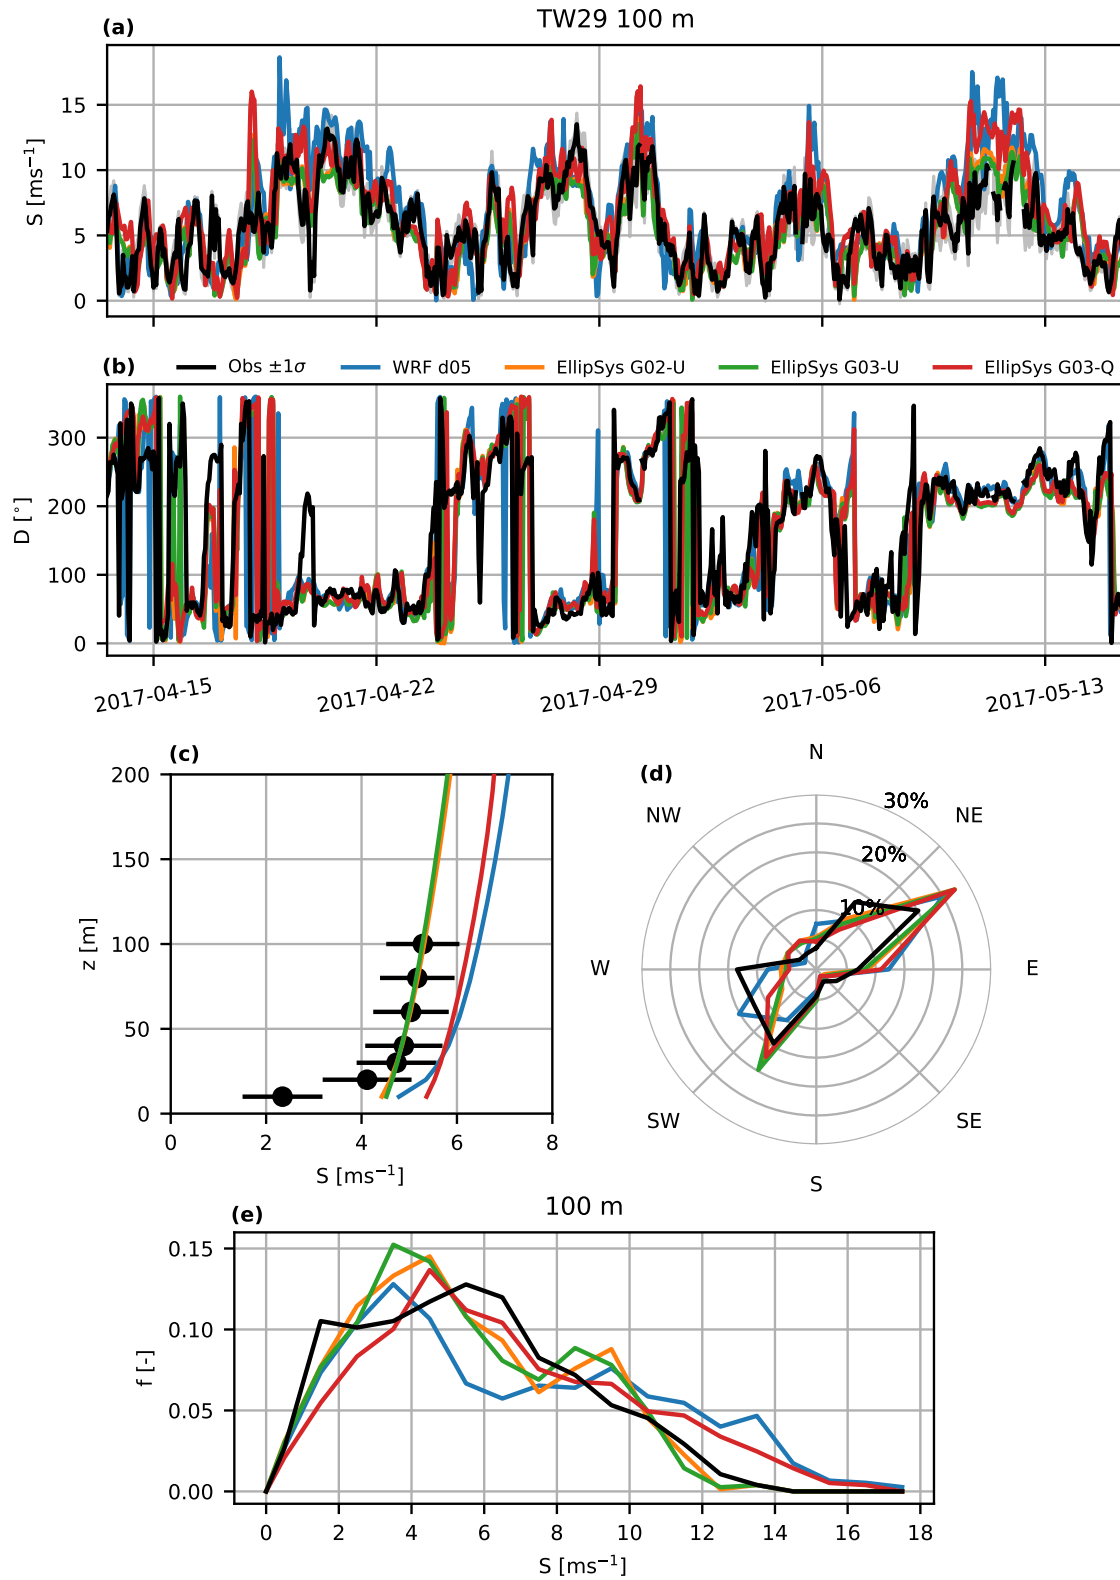 TW29 100 m
(a)
S [ms⁻¹]
15
10
5
0
(b)
Obs ±1σ
WRF d05
EllipSys G02-U
EllipSys G03-U
EllipSys G03-Q
D [°]
300
200
100
0
2017-04-15
2017-04-22
2017-04-29
2017-05-06
2017-05-13
(c)
z [m]
200
150
100
50
0
0 2 4 6 8
S [ms⁻¹]
(d)
N
NE
E
SE
S
SW
W
NW
30%
20%
10%
100 m
(e)
f [-]
0.15
0.10
0.05
0.00
0 2 4 6 8 10 12 14 16 18
S [ms⁻¹]